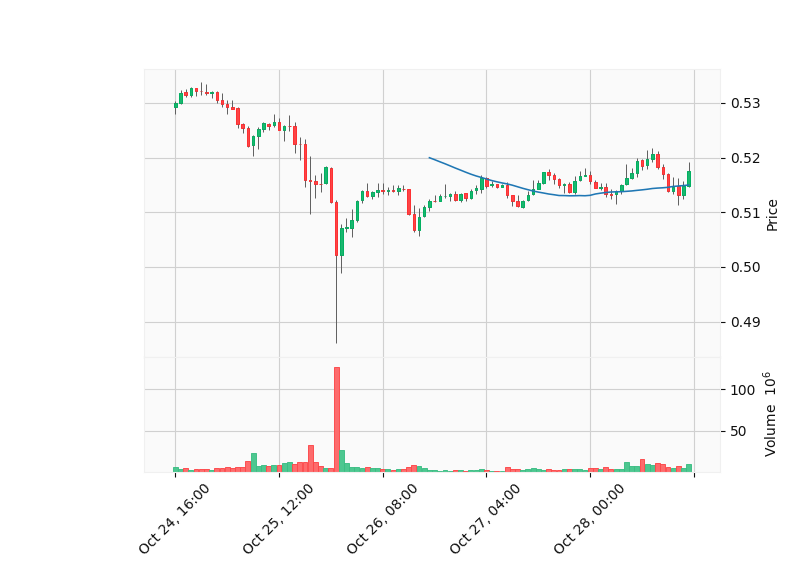 0.53
0.52
0.51
0.50
0.49
Price
100
50
Volume 10^6
Oct 24, 16:00
Oct 25, 12:00
Oct 26, 08:00
Oct 27, 04:00
Oct 28, 00:00